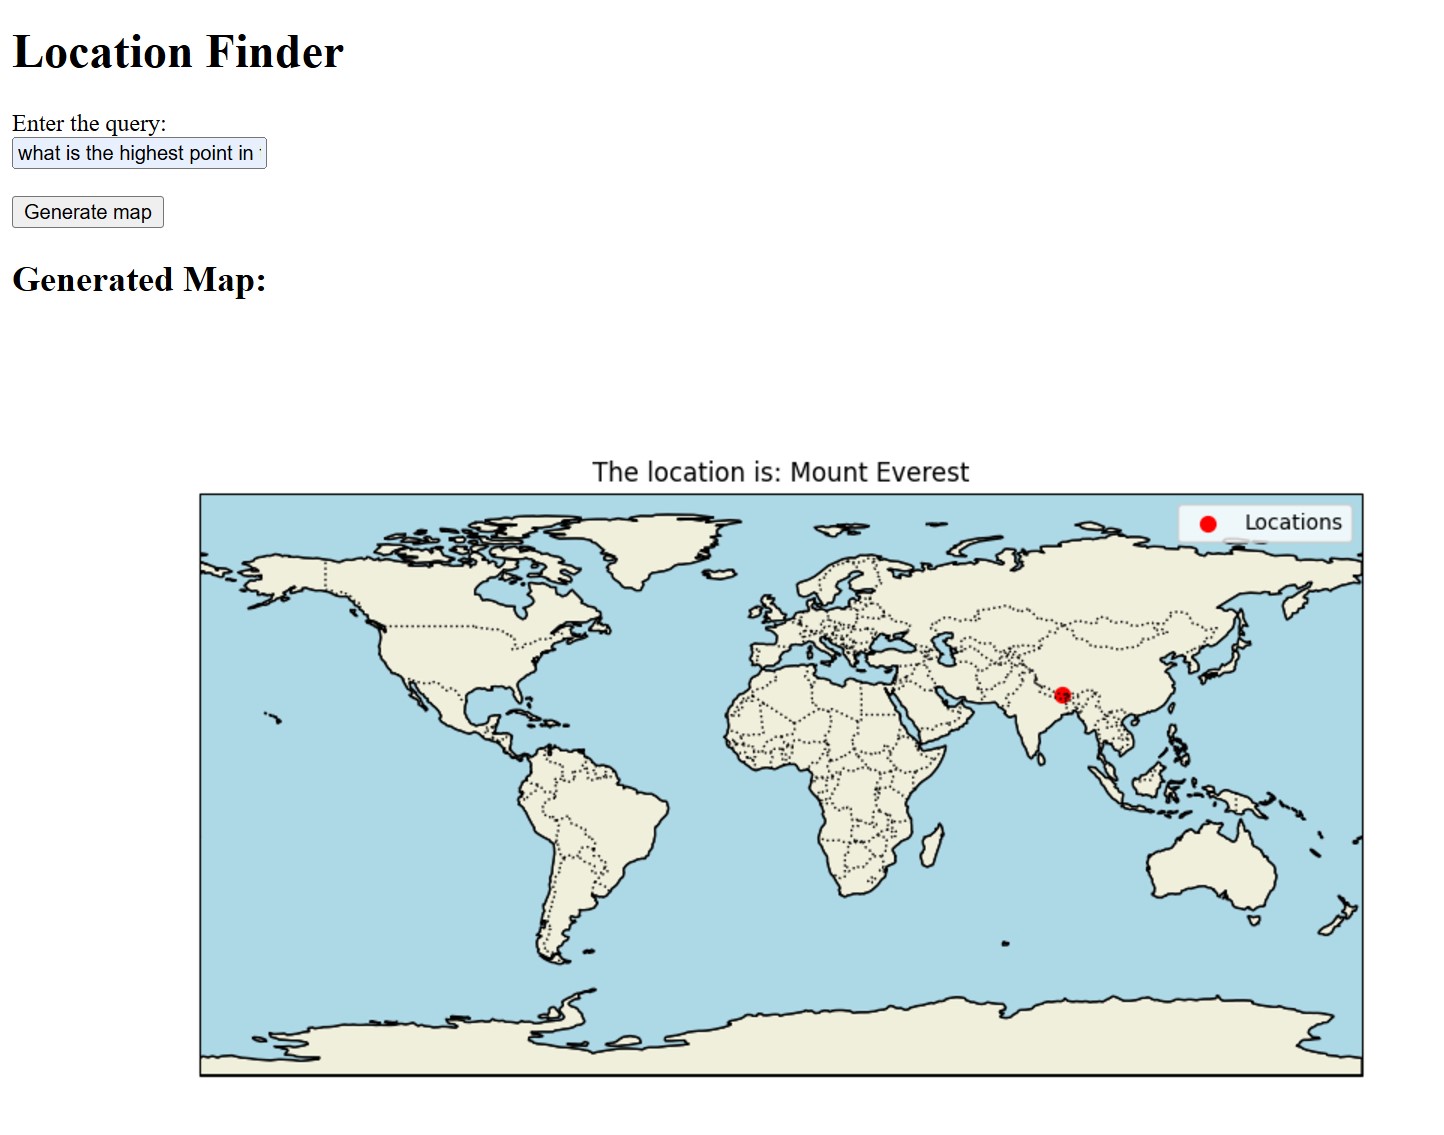 Location Finder
Enter the query:
what is the highest point in
Generate map
Generated Map:
The location is: Mount Everest
Locations